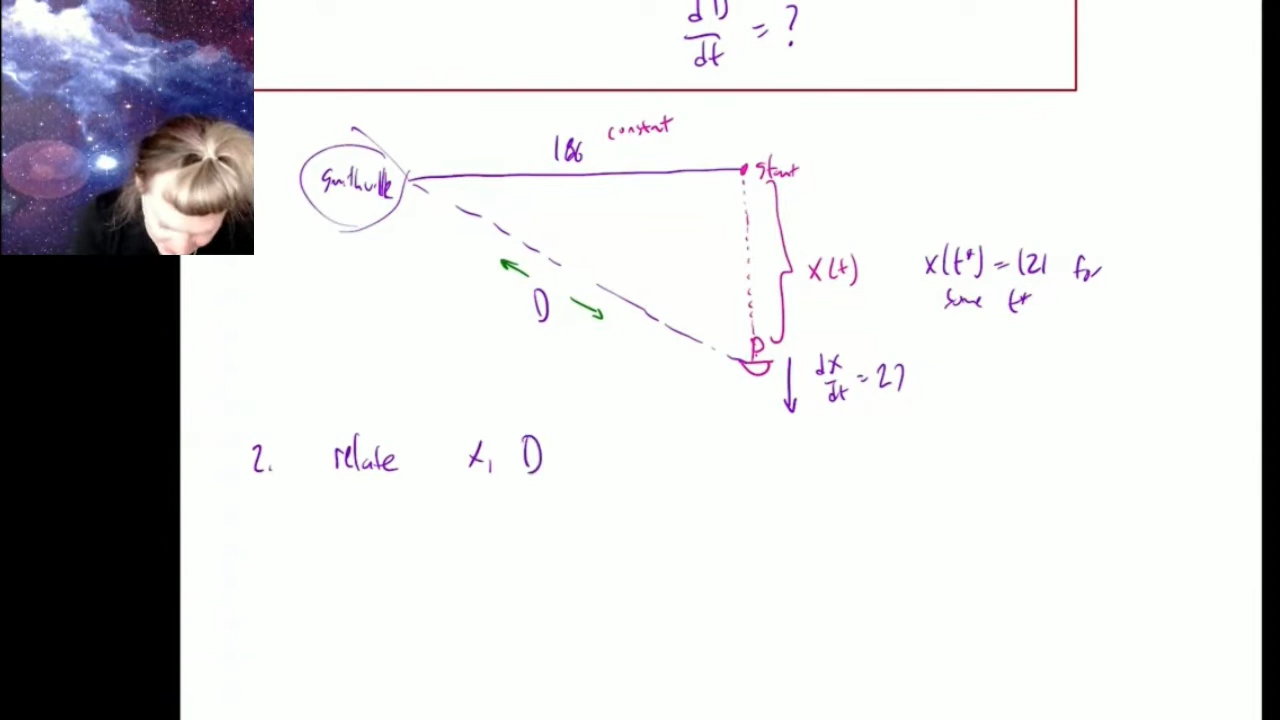 dD/dt = ?
186 constant
Smithville
start
x(t)
x(t*) = 121 for
some t*
D
P
dx/dt = 27
2. relate x, D